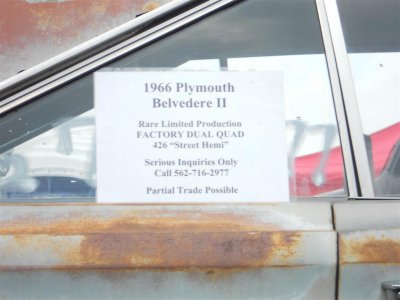 1966 Plymouth
Belvedere II
Rare Limited Production
FACTORY DUAL QUAD
426 "Street Hemi"
Serious Inquiries Only
Call 562-716-2977
Partial Trade Possible